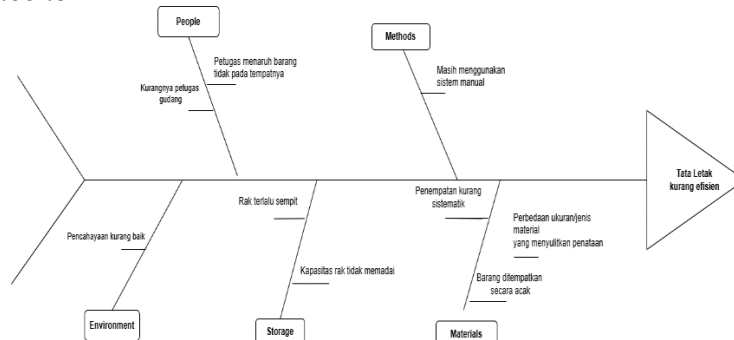 People
Methods
Petugas menaruh barang
tidak pada tempatnya
Kurangnya petugas
gudang
Masih menggunakan
sistem manual
Tata Letak
kurang efisien
Rak terlalu sempit
Penempatan kurang
sistematik
Perbedaan ukuran/jenis
material
yang menyulitkan penataan
Pencahayaan kurang baik
Kapasitas rak tidak memadai
Barang ditempatkan
secara acak
Environment
Storage
Materials